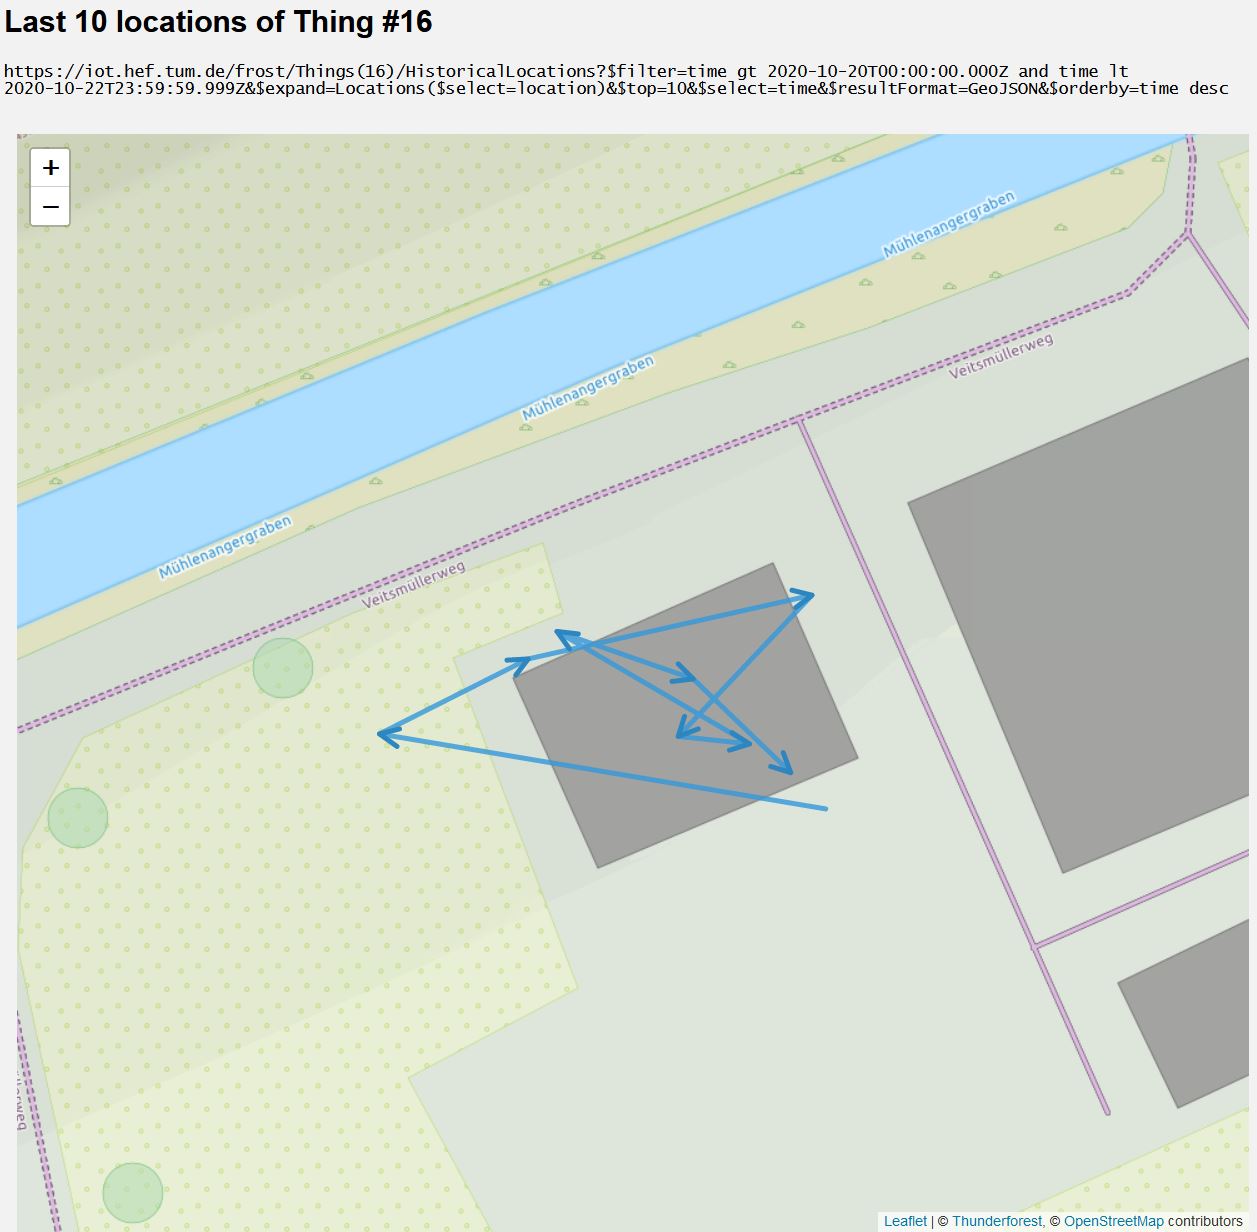 Last 10 locations of Thing #16
https://iot.hef.tum.de/frost/Things(16)/HistoricalLocations?$filter=time gt 2020-10-20T00:00:00.000Z and time lt
2020-10-22T23:59:59.999Z&$expand=Locations($select=location)&$top=10&$select=time&$resultFormat=GeoJSON&$orderby=time desc
+
−
Mühlenangergraben
Veitsmüllerweg
Mühlenangergraben
Mühlenangergraben
Veitsmüllerweg
Leaflet | © Thunderforest, © OpenStreetMap contributors